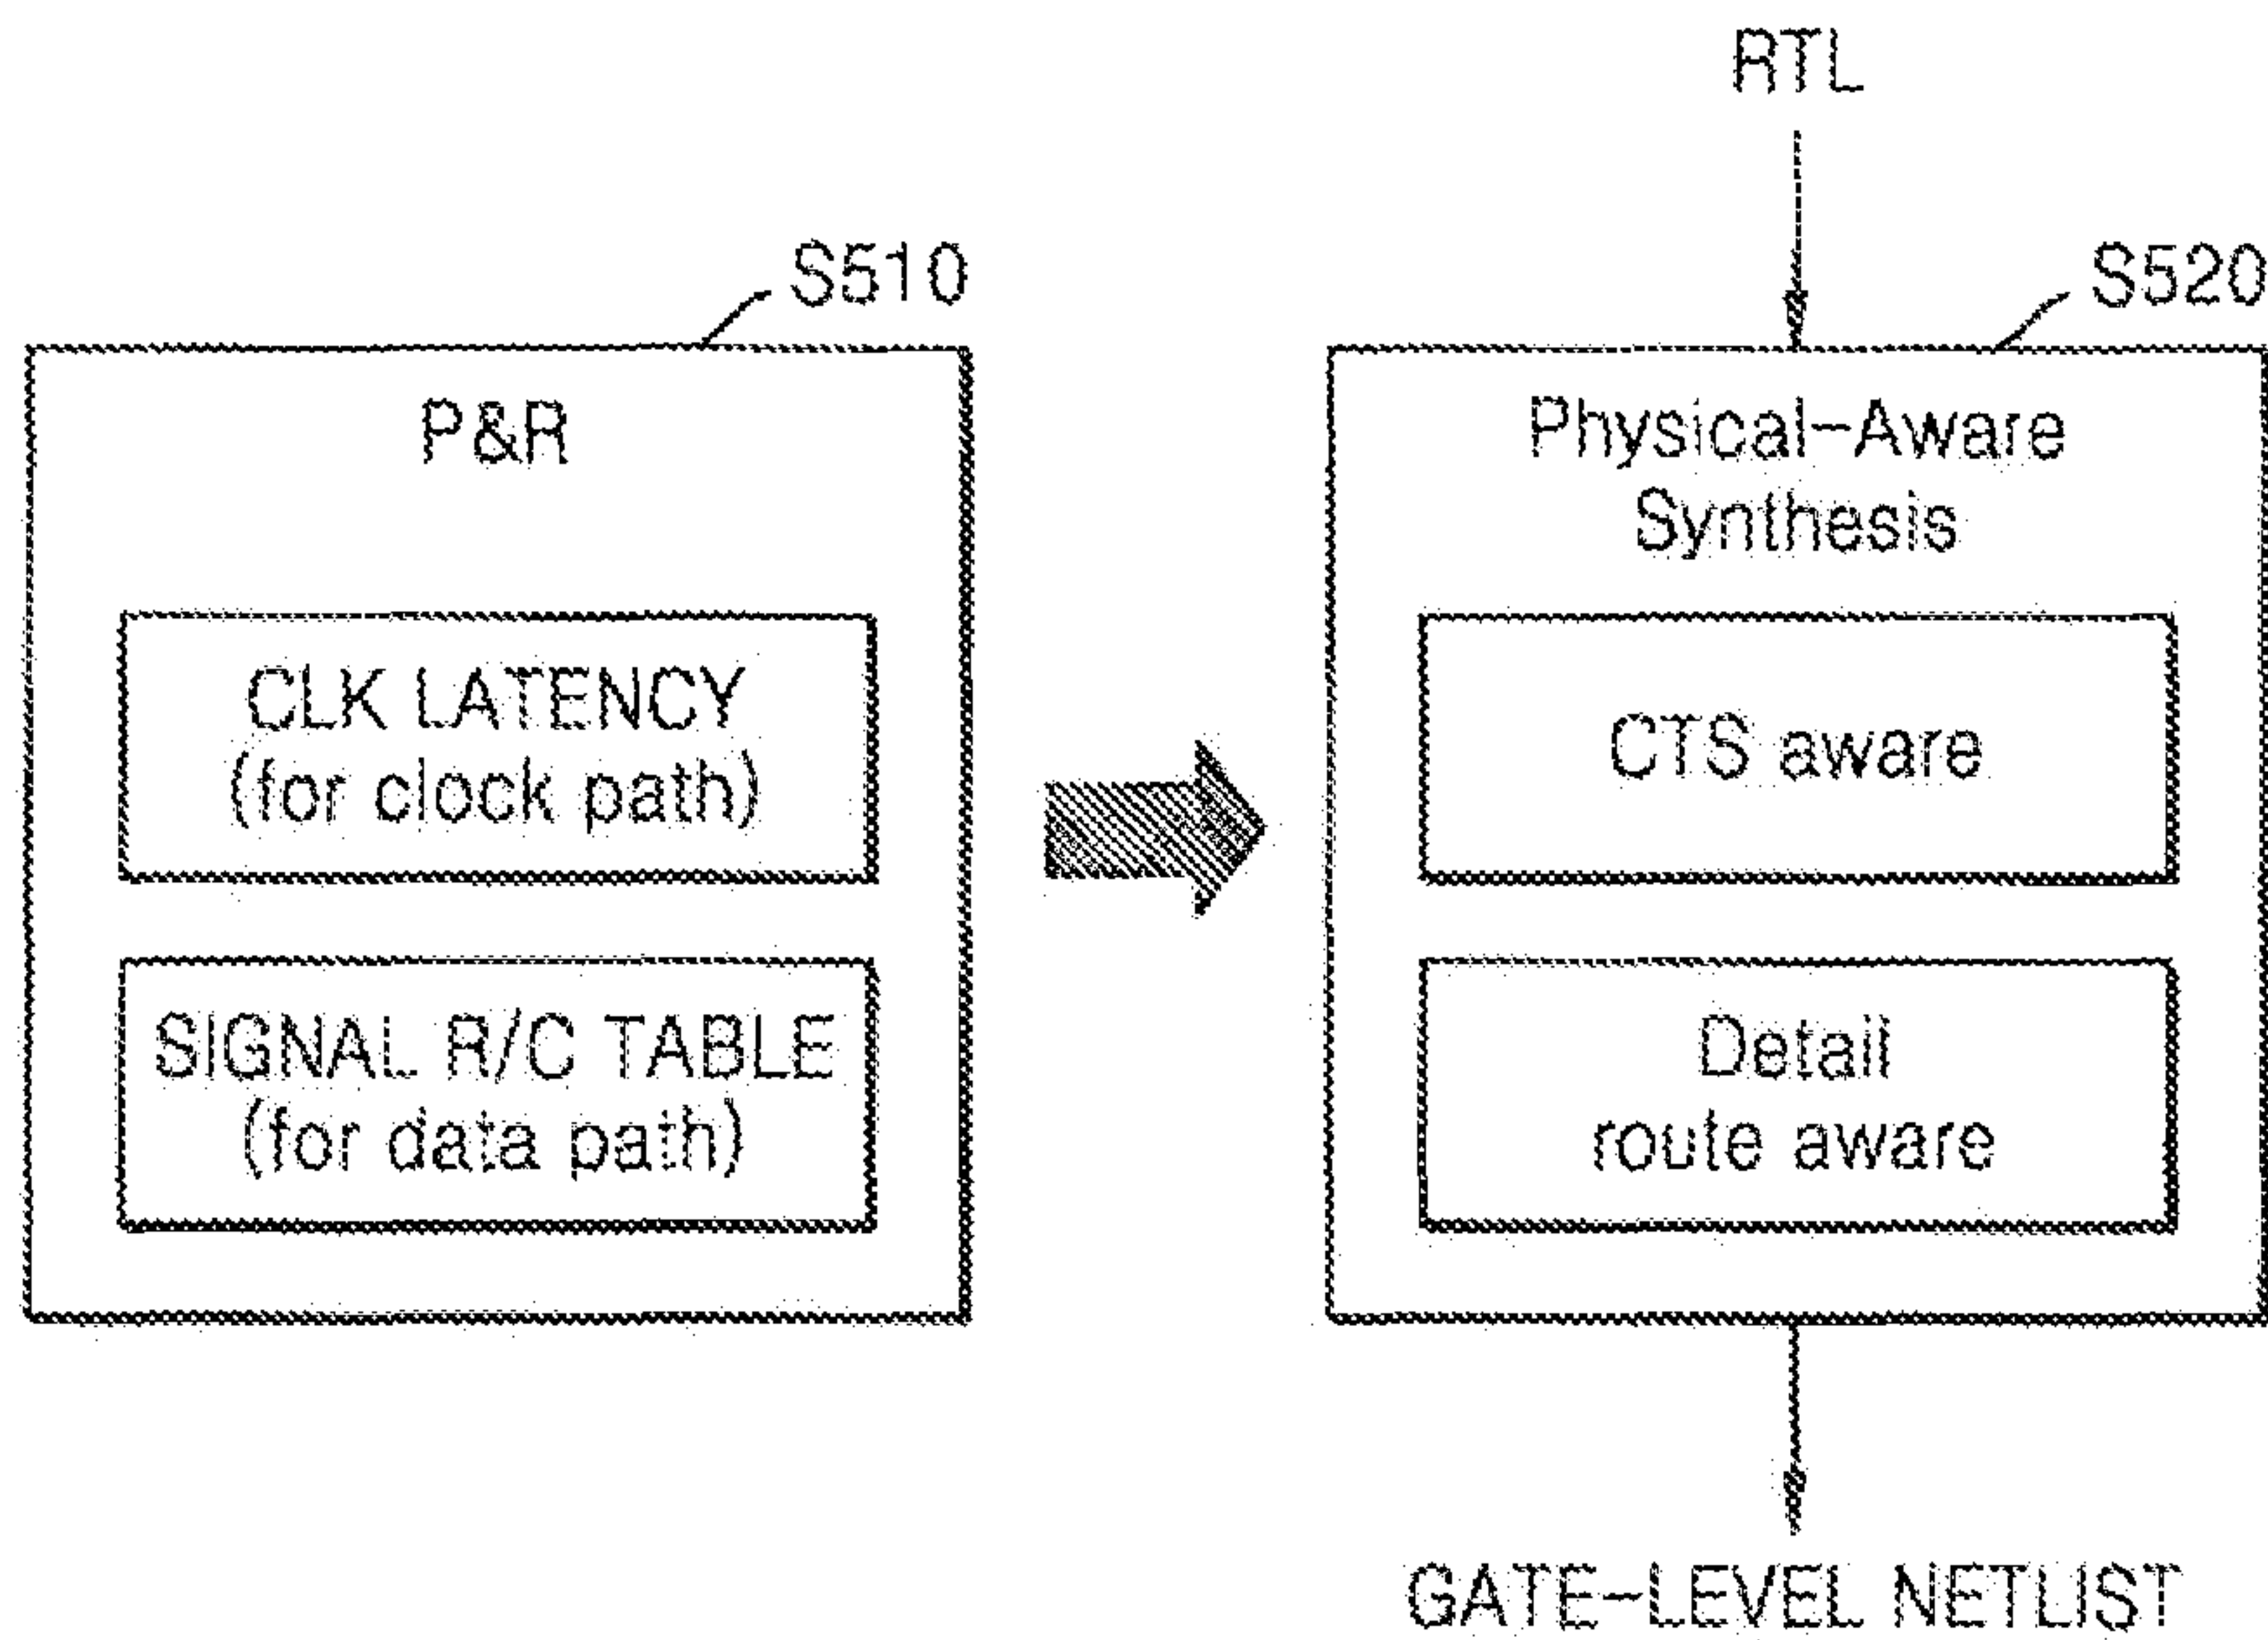 RTL
S510
P&R
CLK LATENCY
(for clock path)
SIGNAL R/C TABLE
(for data path)
S520
Physical-Aware
Synthesis
CTS aware
Detail
route aware
GATE-LEVEL NETLIST